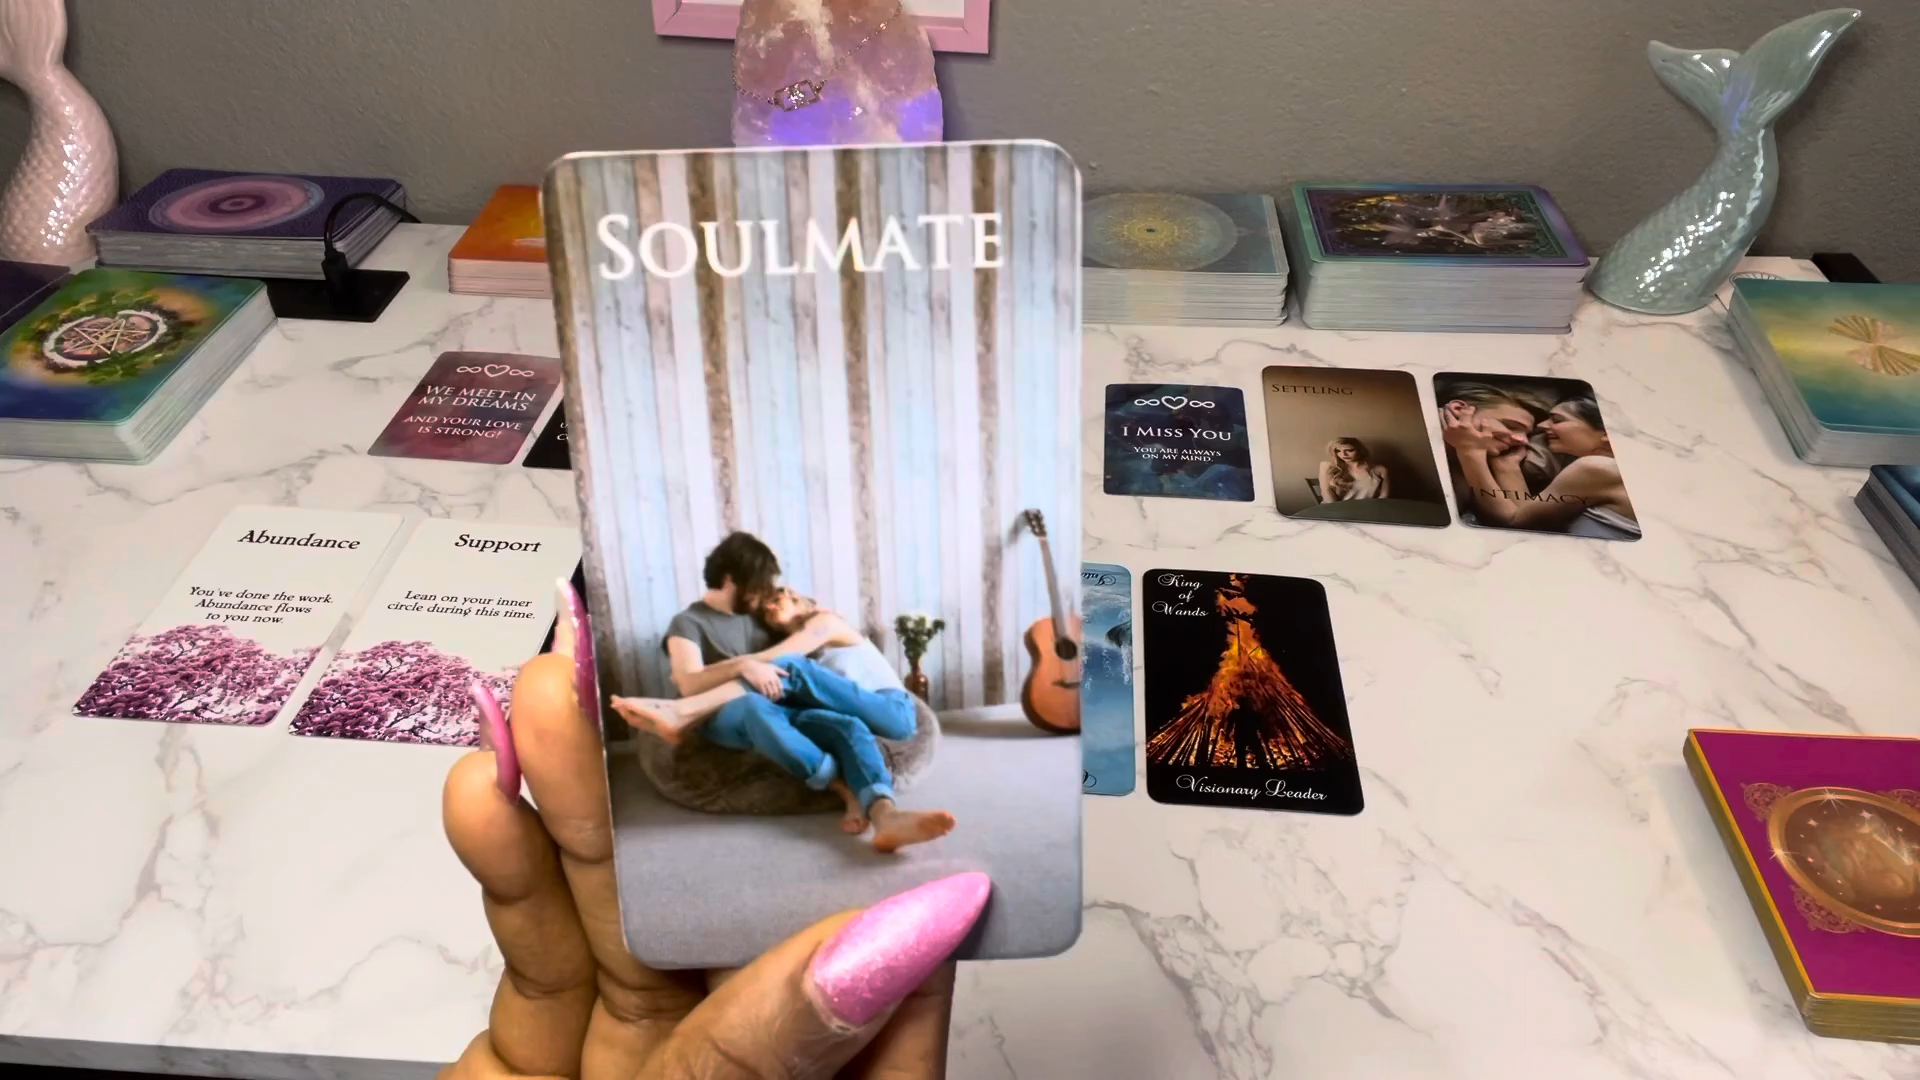 SOULMATE
WE MEET IN
MY DREAMS
AND YOUR LOVE
IS STRONG!
I MISS YOU
YOU ARE ALWAYS
ON MY MIND.
SETTLING
INTIMACY
Abundance
You've done the work.
Abundance flows
to you now.
Support
Lean on your inner
circle during this time.
King
of
Wands
Visionary Leader